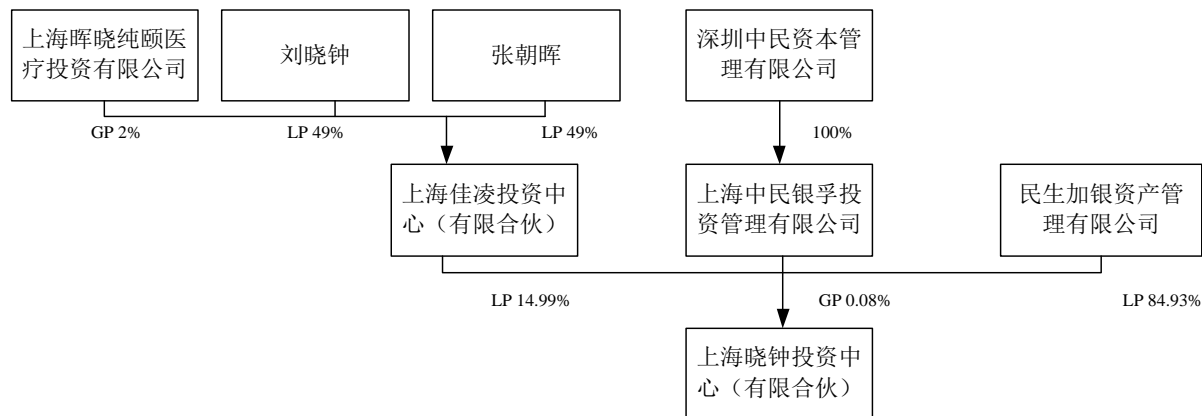 上海晖晓纯颐医
疗投资有限公司
刘晓钟
张朝晖
深圳中民资本管
理有限公司
GP 2%
LP 49%
LP 49%
100%
上海佳凌投资中
心（有限合伙）
上海中民银孚投
资管理有限公司
民生加银资产管
理有限公司
LP 14.99%
GP 0.08%
LP 84.93%
上海晓钟投资中
心（有限合伙）